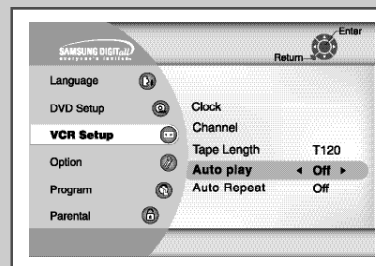 Enter
SAMSUNG DIGITall
everyone's invited
Return
Language
DVD Setup
VCR Setup
Option
Program
Parental
Clock
Channel
Tape Length T120
Auto play ◄ Off ►
Auto Repeat Off